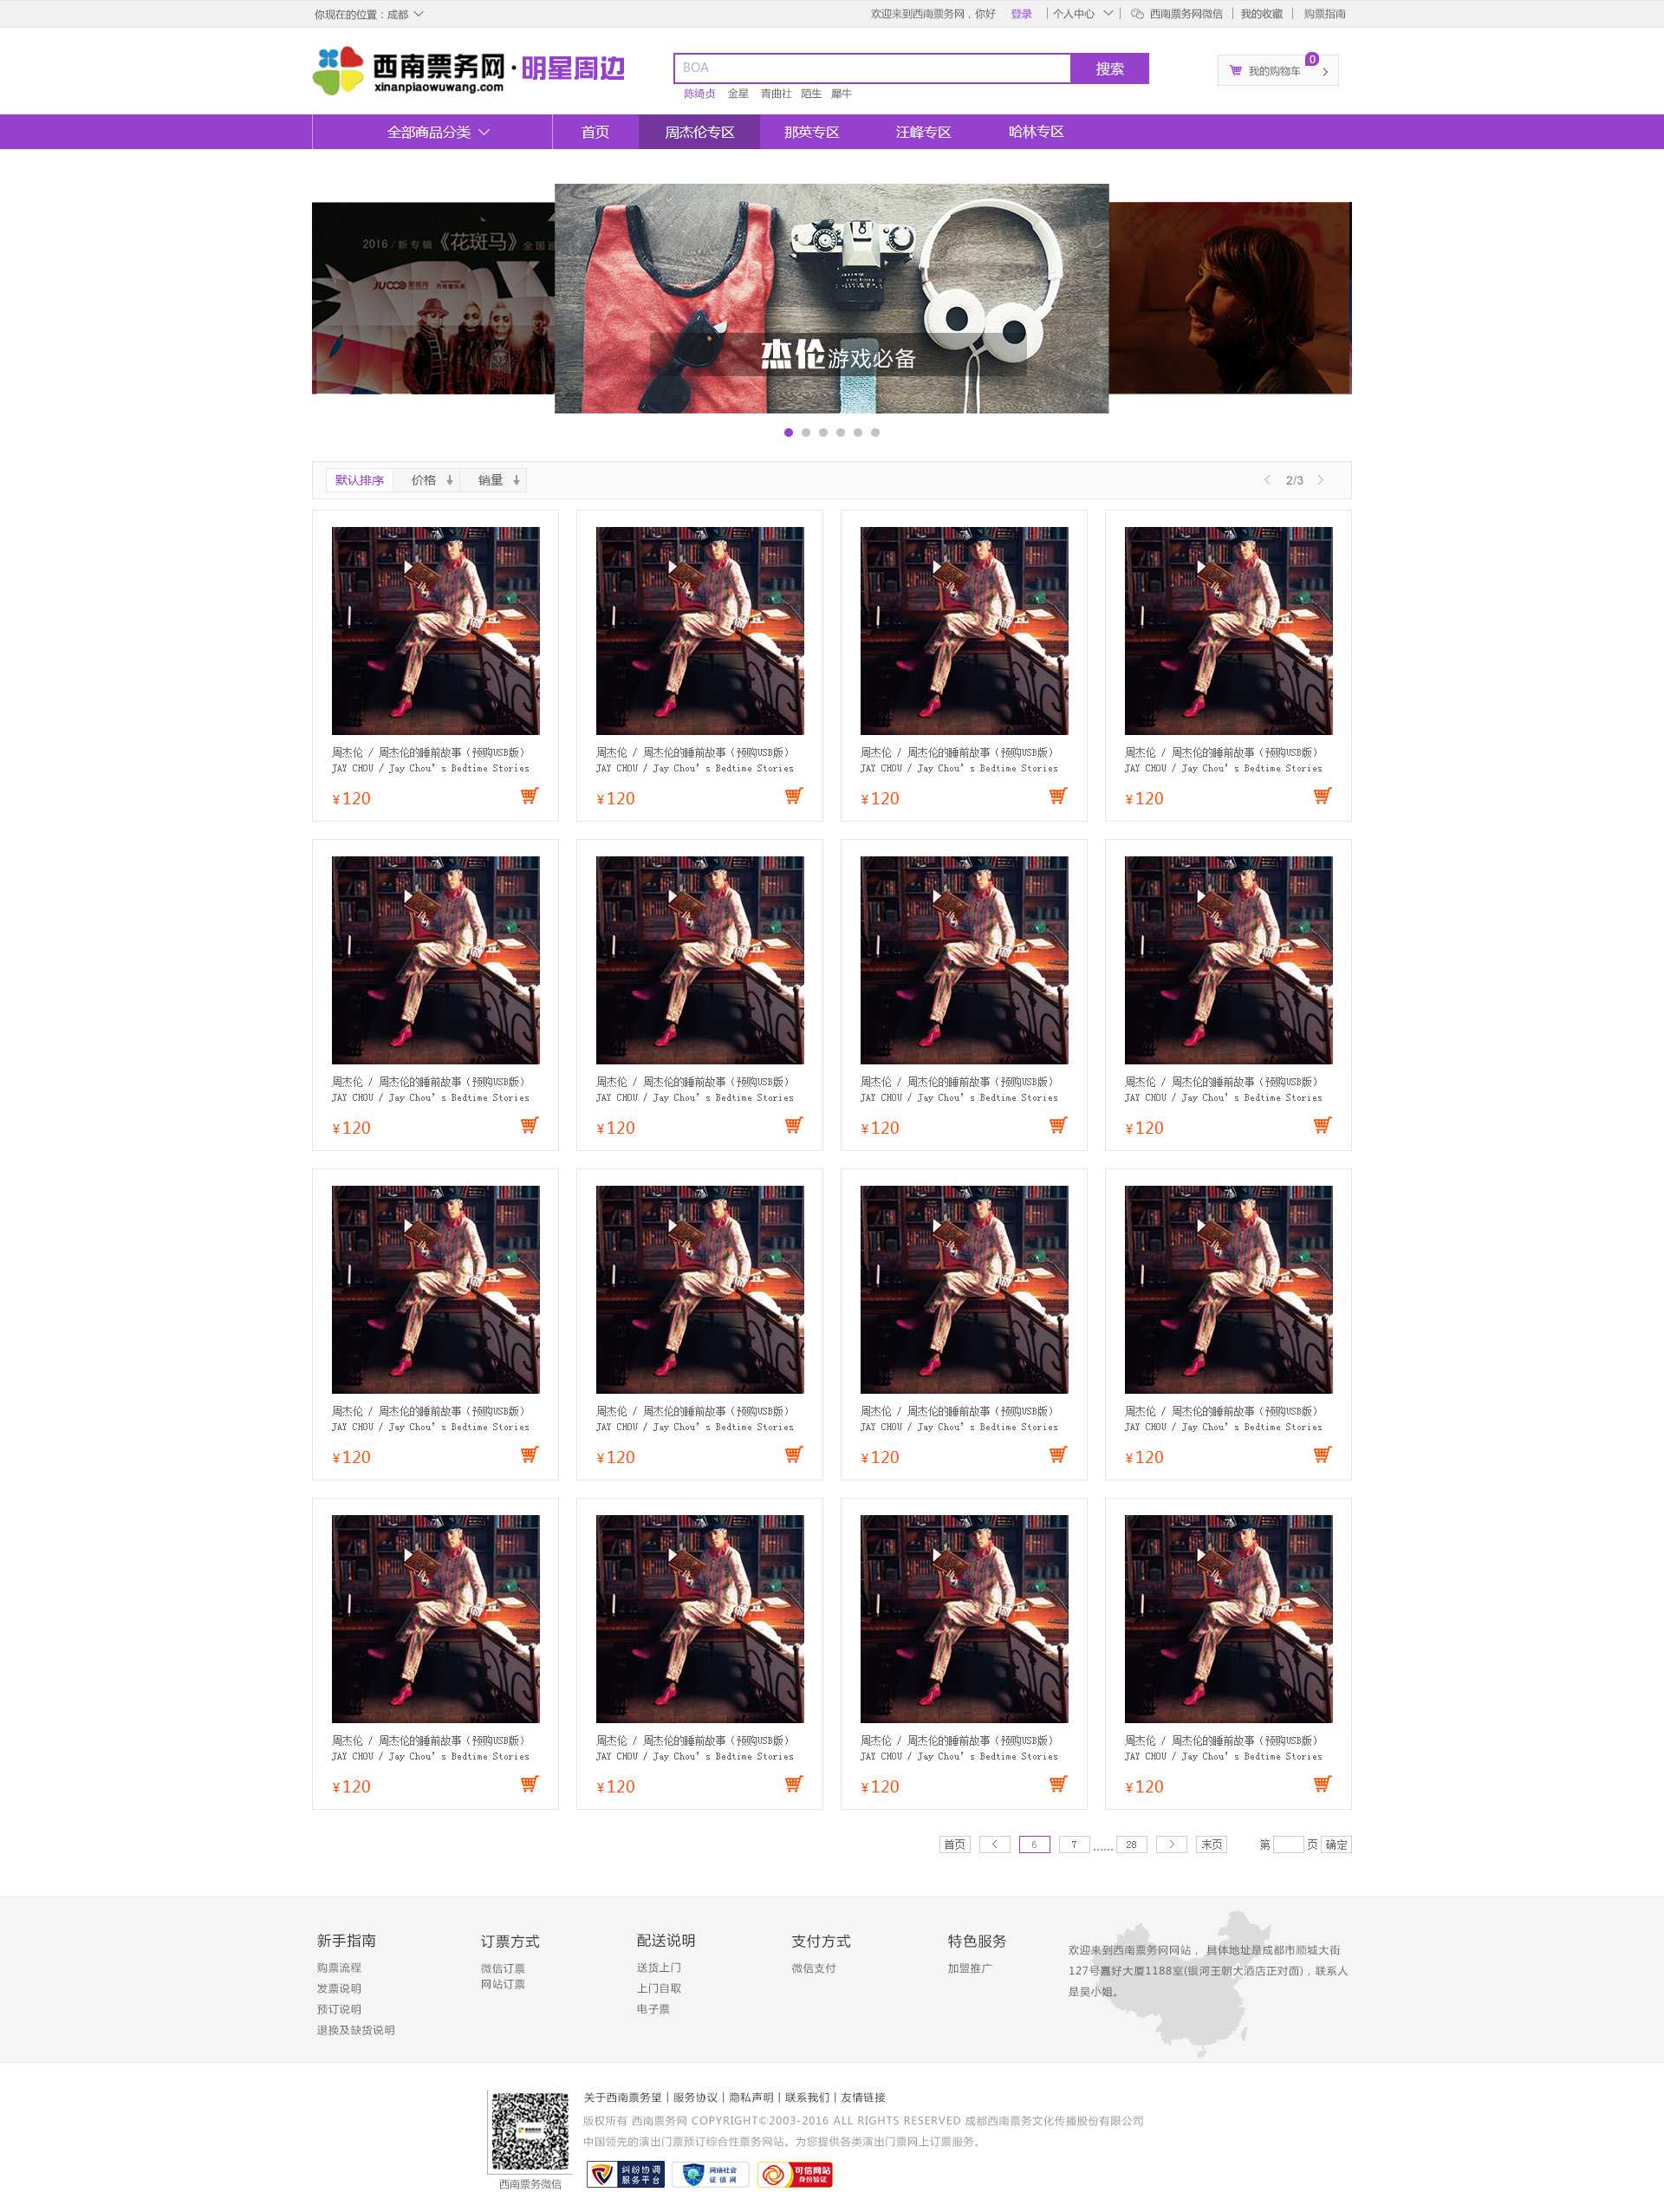 你现在的位置：成都
欢迎来到西南票务网，你好 登录 个人中心 西南票务网微信 我的收藏 购票指南
西南票务网·明星周边
xinanpiaowuwang.com
BOA 搜索
陈绮贞 金星 青曲社 陌生 犀牛
我的购物车 0
全部商品分类 首页 周杰伦专区 那英专区 汪峰专区 哈林专区
2016/新专辑《花斑马》全国巡
杰伦游戏必备
默认排序 价格 销量 2/3
周杰伦 / 周杰伦的睡前故事（预购USB版） 周杰伦 / 周杰伦的睡前故事（预购USB版） 周杰伦 / 周杰伦的睡前故事（预购USB版） 周杰伦 / 周杰伦的睡前故事（预购USB版）
JAY CHOU / Jay Chou’s Bedtime Stories JAY CHOU / Jay Chou’s Bedtime Stories JAY CHOU / Jay Chou’s Bedtime Stories JAY CHOU / Jay Chou’s Bedtime Stories
¥120 ¥120 ¥120 ¥120
周杰伦 / 周杰伦的睡前故事（预购USB版） 周杰伦 / 周杰伦的睡前故事（预购USB版） 周杰伦 / 周杰伦的睡前故事（预购USB版） 周杰伦 / 周杰伦的睡前故事（预购USB版）
JAY CHOU / Jay Chou’s Bedtime Stories JAY CHOU / Jay Chou’s Bedtime Stories JAY CHOU / Jay Chou’s Bedtime Stories JAY CHOU / Jay Chou’s Bedtime Stories
¥120 ¥120 ¥120 ¥120
周杰伦 / 周杰伦的睡前故事（预购USB版） 周杰伦 / 周杰伦的睡前故事（预购USB版） 周杰伦 / 周杰伦的睡前故事（预购USB版） 周杰伦 / 周杰伦的睡前故事（预购USB版）
JAY CHOU / Jay Chou’s Bedtime Stories JAY CHOU / Jay Chou’s Bedtime Stories JAY CHOU / Jay Chou’s Bedtime Stories JAY CHOU / Jay Chou’s Bedtime Stories
¥120 ¥120 ¥120 ¥120
周杰伦 / 周杰伦的睡前故事（预购USB版） 周杰伦 / 周杰伦的睡前故事（预购USB版） 周杰伦 / 周杰伦的睡前故事（预购USB版） 周杰伦 / 周杰伦的睡前故事（预购USB版）
JAY CHOU / Jay Chou’s Bedtime Stories JAY CHOU / Jay Chou’s Bedtime Stories JAY CHOU / Jay Chou’s Bedtime Stories JAY CHOU / Jay Chou’s Bedtime Stories
¥120 ¥120 ¥120 ¥120
首页 < 6 7 ...... 28 > 末页 第 页 确定
新手指南
购票流程
发票说明
预订说明
退换及缺货说明
订票方式
微信订票
网站订票
配送说明
送货上门
上门自取
电子票
支付方式
微信支付
特色服务
加盟推广
欢迎来到西南票务网网站， 具体地址是成都市顺城大街
127号嘉好大厦1188室(银河王朝大酒店正对面)，联系人
是吴小姐。
西南票务微信
关于西南票务望丨服务协议丨隐私声明丨联系我们丨友情链接
版权所有 西南票务网 COPYRIGHT©2003-2016 ALL RIGHTS RESERVED 成都西南票务文化传播股份有限公司
中国领先的演出门票预订综合性票务网站。为您提供各类演出门票网上订票服务。
纠纷协调
服务平台
网络社会
征信网
可信网站
身份验证